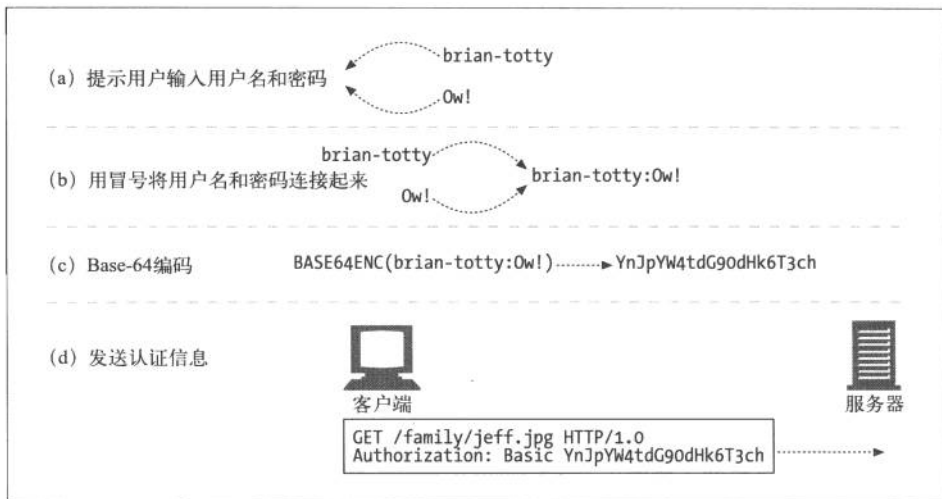 brian-totty
(a) 提示用户输入用户名和密码
Ow!
brian-totty
(b) 用冒号将用户名和密码连接起来
brian-totty:Ow!
Ow!
(c) Base-64编码 BASE64ENC(brian-totty:Ow!) YnJpYW4tdG90dHk6T3ch
(d) 发送认证信息
客户端 服务器
GET /family/jeff.jpg HTTP/1.0
Authorization: Basic YnJpYW4tdG90dHk6T3ch